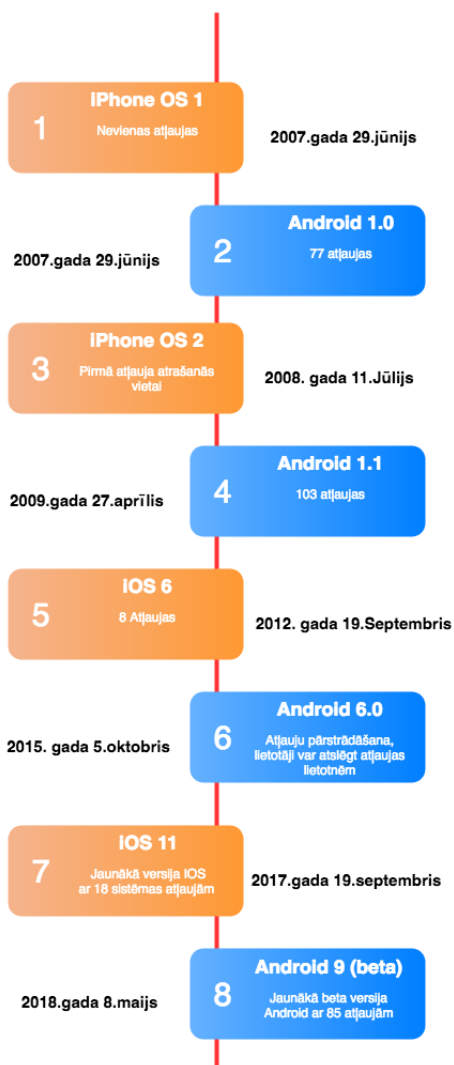 iPhone OS 1
1
Nevienas atļaujas
2007.gada 29.jūnijs
Android 1.0
2
77 atļaujas
2007.gada 29.jūnijs
iPhone OS 2
3
Pirmā atļauja atrašanās
vietai
2008. gada 11.Jūlijs
Android 1.1
4
103 atļaujas
2009.gada 27.aprīlis
iOS 6
5
8 Atļaujas
2012. gada 19.Septembris
Android 6.0
6
Atļauju pārstrādāšana,
lietotāji var atslēgt atļaujas
lietotnēm
2015. gada 5.oktobris
iOS 11
7
Jaunākā versija IOS
ar 18 sistēmas atļaujām
2017.gada 19.septembris
Android 9 (beta)
8
Jaunākā beta versija
Android ar 85 atļaujām
2018.gada 8.maijs